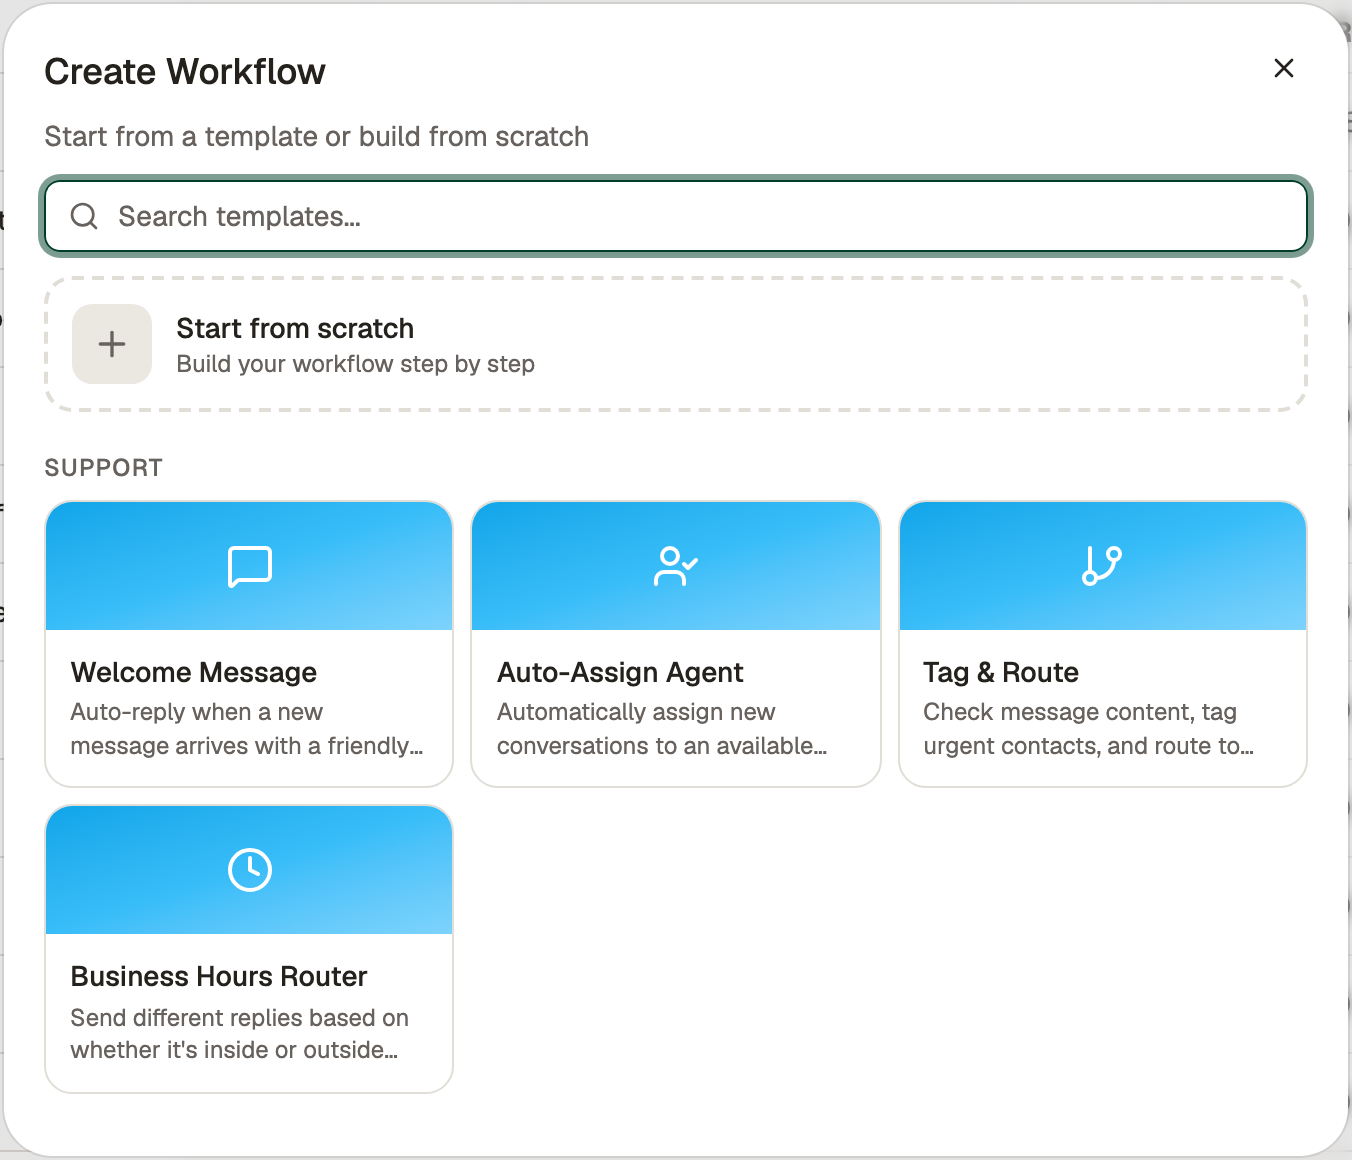 Create Workflow
Start from a template or build from scratch
Search templates...
Start from scratch
Build your workflow step by step
SUPPORT
Welcome Message
Auto-reply when a new
message arrives with a friendly...
Auto-Assign Agent
Automatically assign new
conversations to an available...
Tag & Route
Check message content, tag
urgent contacts, and route to...
Business Hours Router
Send different replies based on
whether it's inside or outside...